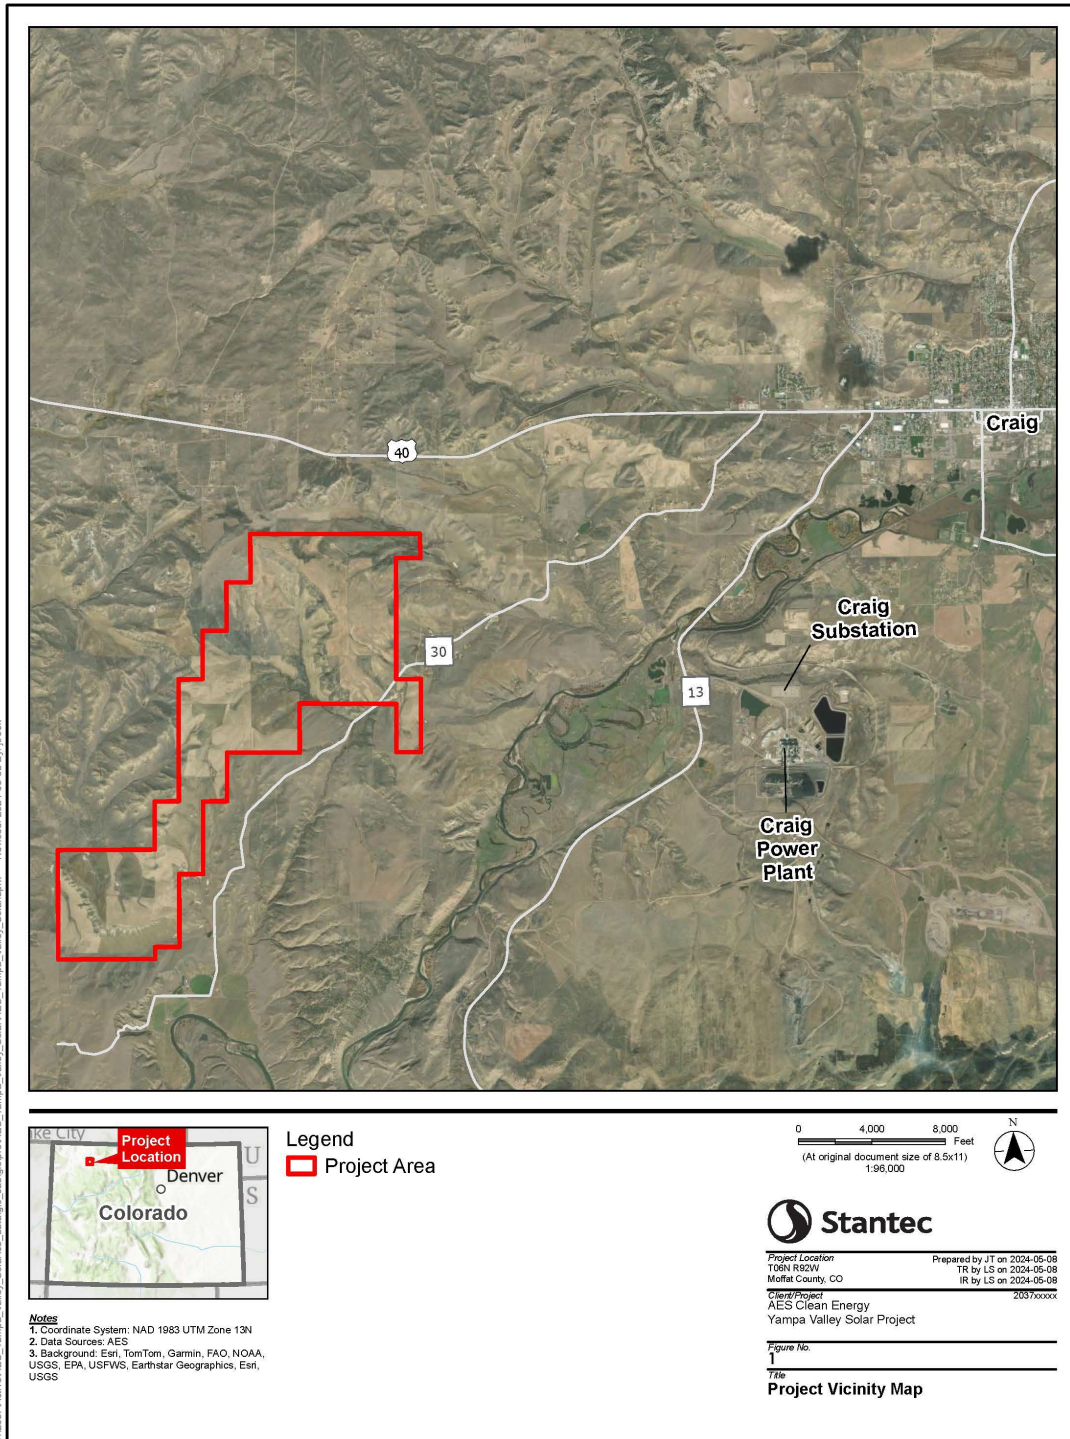 40
Craig
Craig
Substation
30
13
Craig
Power
Plant
ke City
Project
Location
U
S
Denver
Colorado
Legend
Project Area
0 4,000 8,000
Feet
(At original document size of 8.5x11)
1:96,000
N
Stantec
Project Location
T06N R92W
Moffat County, CO
Prepared by JT on 2024-05-08
TR by LS on 2024-05-08
IR by LS on 2024-05-08
Client/Project 2037xxxxx
AES Clean Energy
Yampa Valley Solar Project
Figure No.
1
Title
Project Vicinity Map
Notes
1. Coordinate System: NAD 1983 UTM Zone 13N
2. Data Sources: AES
3. Background: Esri, TomTom, Garmin, FAO, NOAA,
USGS, EPA, USFWS, Earthstar Geographics, Esri,
USGS